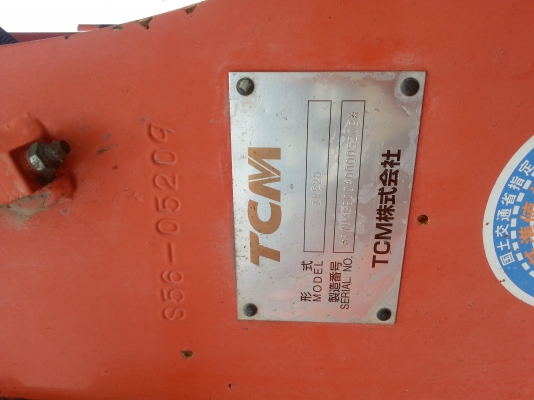 S56-05209
TCM
形式
MODEL
製造番号
SERIAL NO.
TCM株式会社
国土交通省指定